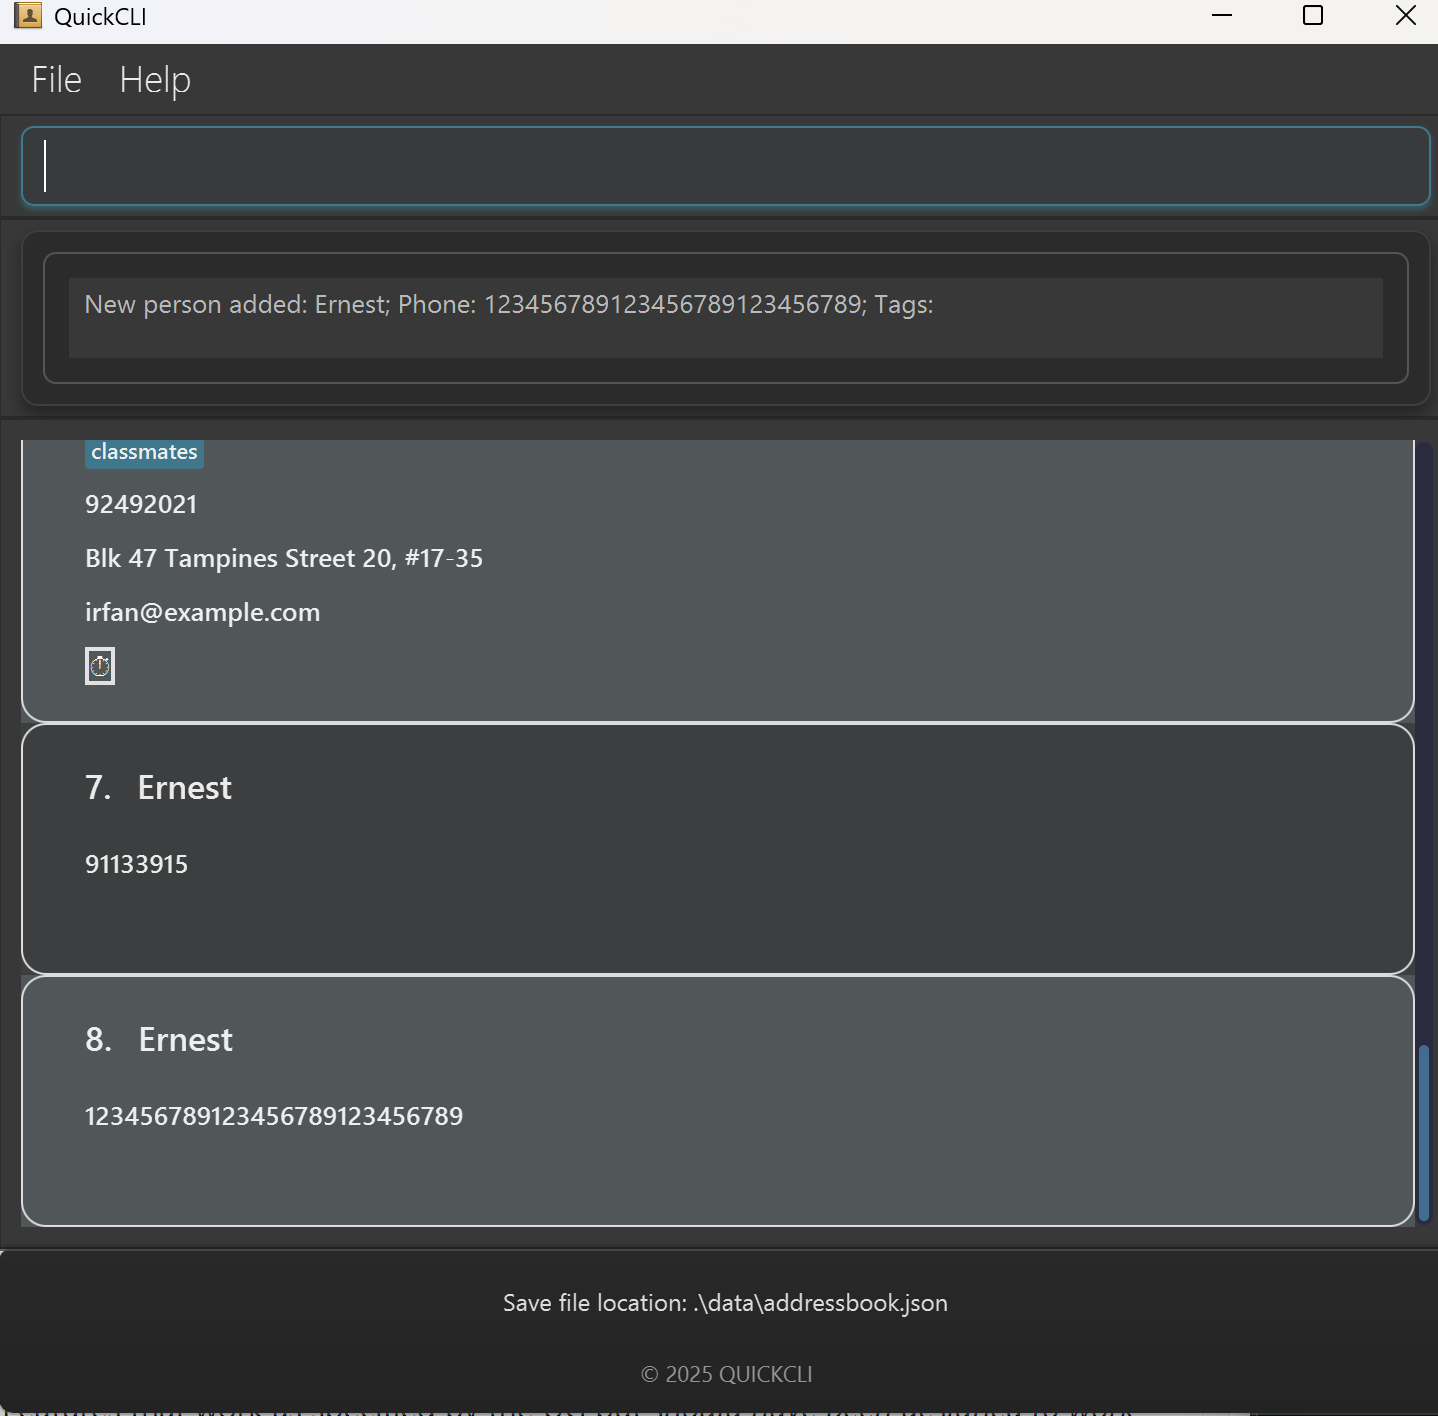 QuickCLI
File Help
New person added: Ernest; Phone: 123456789123456789123456789; Tags:
classmates
92492021
Blk 47 Tampines Street 20, #17-35
irfan@example.com
7. Ernest
91133915
8. Ernest
123456789123456789123456789
Save file location: .\data\addressbook.json
© 2025 QUICKCLI